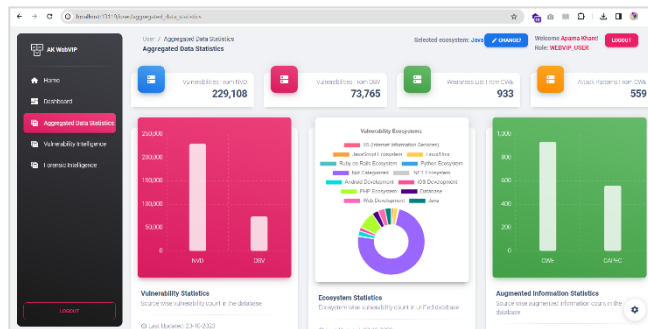 localhost:13119/user/aggregated_data_statistics
AK WebVIP
Home
Dashboard
Aggregated Data Statistics
Vulnerability Intelligence
Forensic Intelligence
LOGOUT
User / Aggregated Data Statistics
Aggregated Data Statistics
Selected ecosystem: Java
CHANGE?
Welcome Aparna Khare!
Role: WEBVIP_USER
LOGOUT
Vulnerabilities from NVD
229,108
Vulnerabilities from OSV
73,765
Weakness List from CWE
933
Attack Patterns from CWE
559
250,000
200,000
150,000
100,000
50,000
0
NVD
OSV
Vulnerability Statistics
Source wise vulnerability count in the database
Last Updated: 23-10-2023
Vulnerability Ecosystems
IIS (Internet Information Services)
JavaScript Ecosystem
Linux/Unix
Ruby on Rails Ecosystem
Python Ecosystem
Not Categorized
.NET Ecosystem
Android Development
iOS Development
PHP Ecosystem
Database
Web Development
Java
Ecosystem Statistics
Ecosystem wise vulnerability count in unified database
1,000
800
600
400
200
0
CWE
CAPEC
Augmented Information Statistics
Source wise augmented information count in the
database